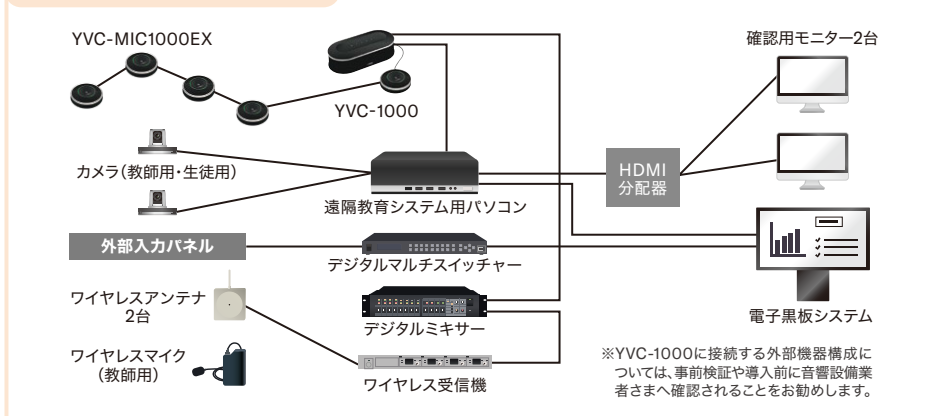 YVC-MIC1000EX
YVC-1000
確認用モニター2台
カメラ(教師用・生徒用)
HDMI
分配器
遠隔教育システム用パソコン
外部入力パネル
デジタルマルチスイッチャー
ワイヤレスアンテナ
2台
デジタルミキサー
電子黒板システム
ワイヤレスマイク
(教師用)
ワイヤレス受信機
※YVC-1000に接続する外部機器構成に
ついては、事前検証や導入前に音響設備業
者さまへ確認されることをお勧めします。